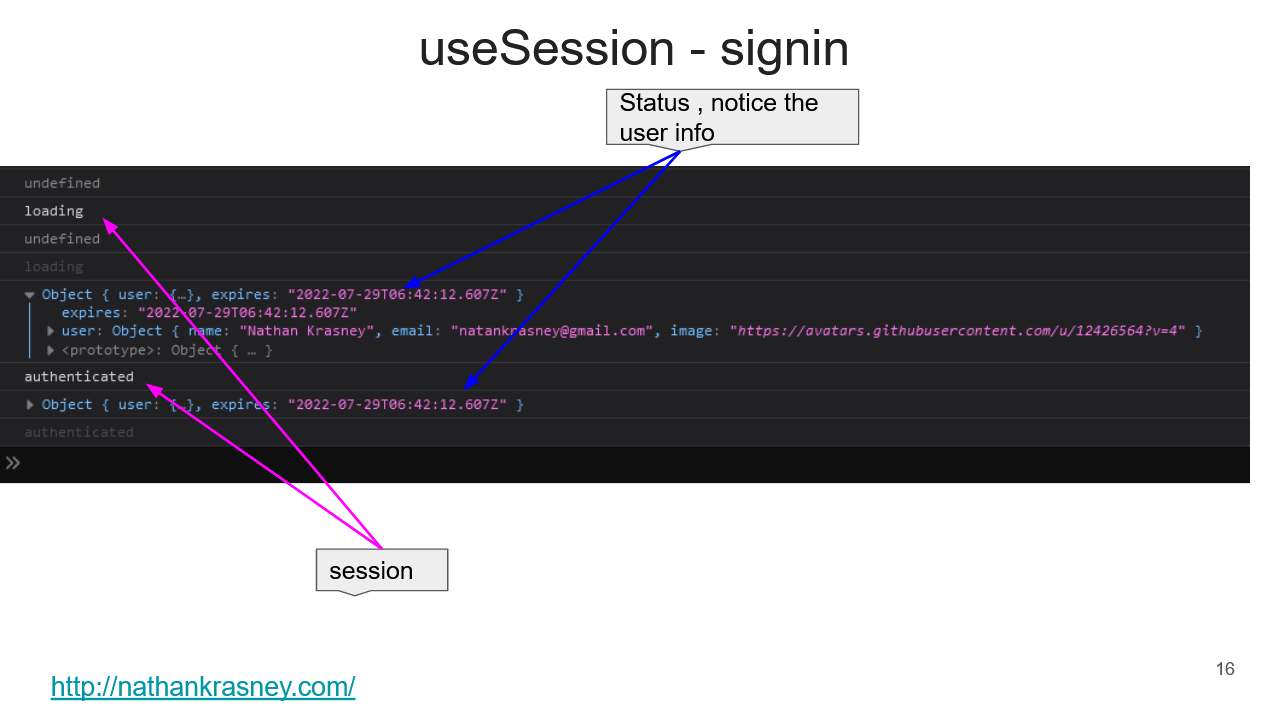 useSession - signin
Status , notice the
user info
undefined
loading
undefined
loading
Object { user: {…}, expires: "2022-07-29T06:42:12.607Z" }
expires: "2022-07-29T06:42:12.607Z"
user: Object { name: "Nathan Krasney", email: "natankrasney@gmail.com", image: "https://avatars.githubusercontent.com/u/12426564?v=4" }
<prototype>: Object { … }
authenticated
Object { user: {…}, expires: "2022-07-29T06:42:12.607Z" }
authenticated
session
http://nathankrasney.com/
16